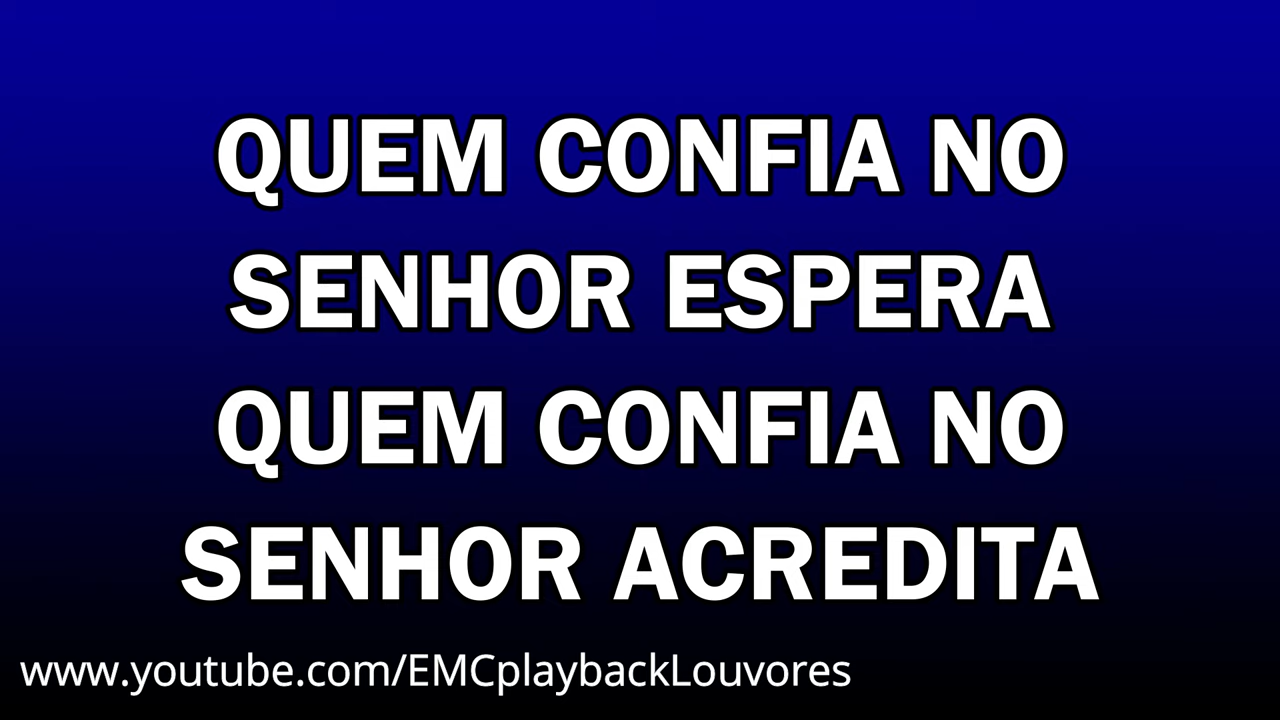 QUEM CONFIA NO
SENHOR ESPERA
QUEM CONFIA NO
SENHOR ACREDITA
www.youtube.com/EMCplaybackLouvores